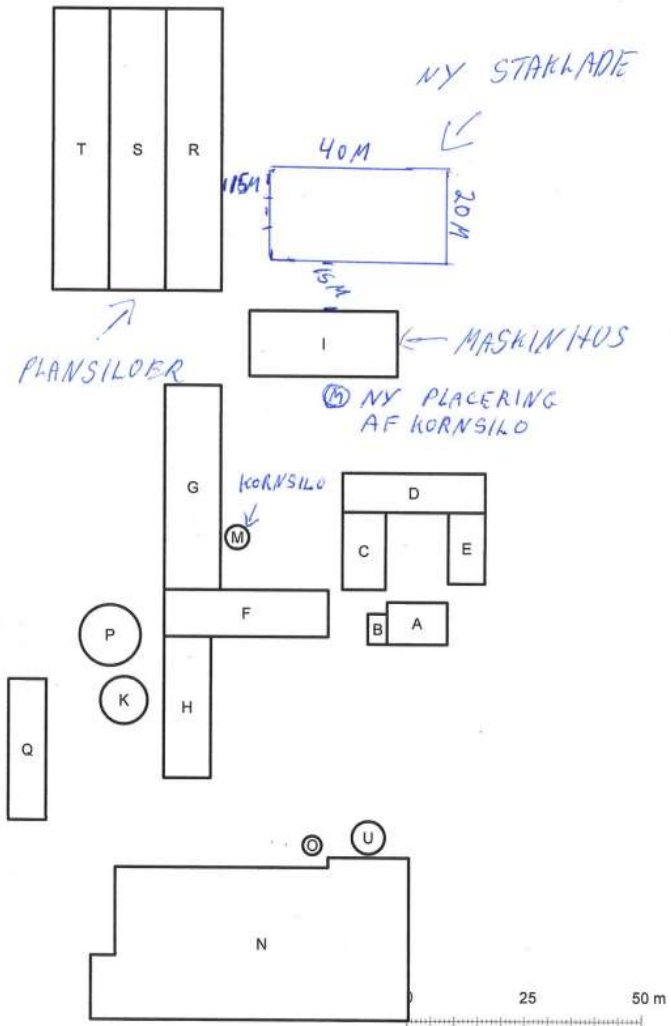 NY STAKLADE
T S R
40M
15M
20M
15M
I
MASKINHUS
PLANSILOER
M NY PLACERING
AF KORNSILO
G
KORNSILO
D
M
C E
F
B A
P
K
H
Q
O U
N
0 25 50 m